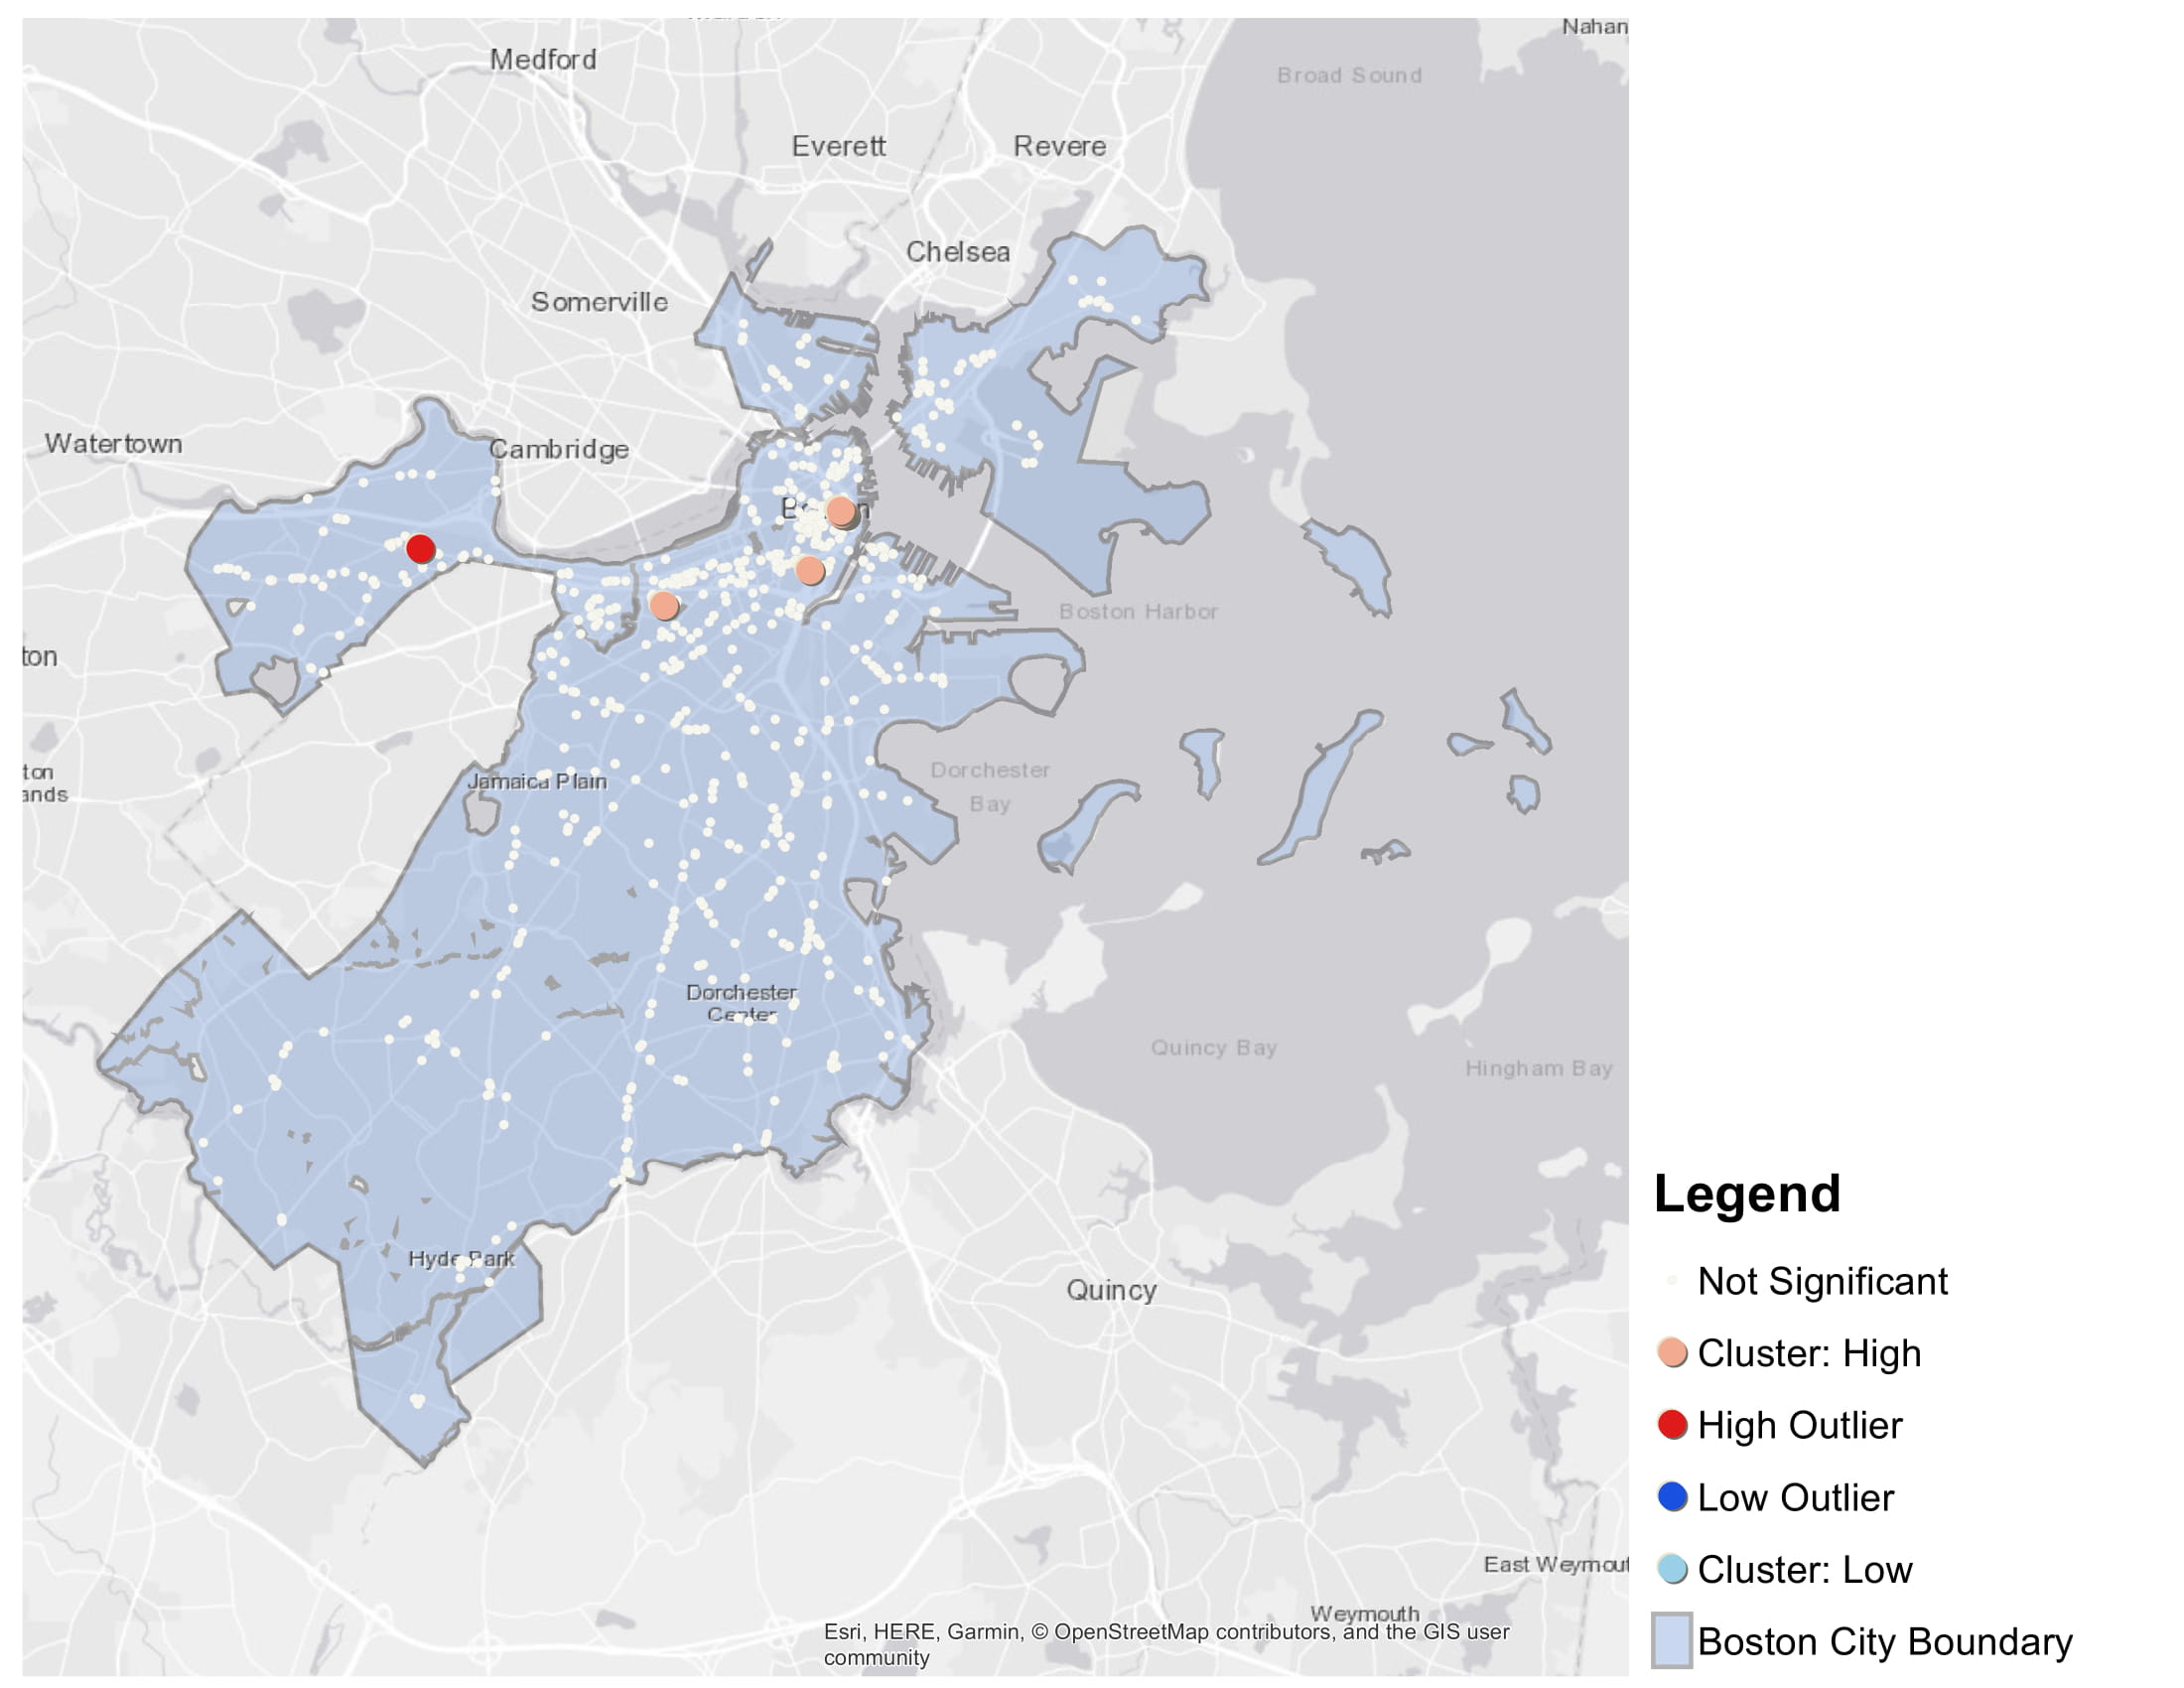 Nahan
Medford
Broad Sound
Everett
Revere
Chelsea
Somerville
Watertown
Cambridge
Boston Harbor
ton
Dorchester
Bay
ton
ands
Jamaica Plain
Dorchester
Center
Quincy Bay
Hingham Bay
Hyde Park
Quincy
East Weymout
Weymouth
Esri, HERE, Garmin, © OpenStreetMap contributors, and the GIS user
community
Legend
Not Significant
Cluster: High
High Outlier
Low Outlier
Cluster: Low
Boston City Boundary